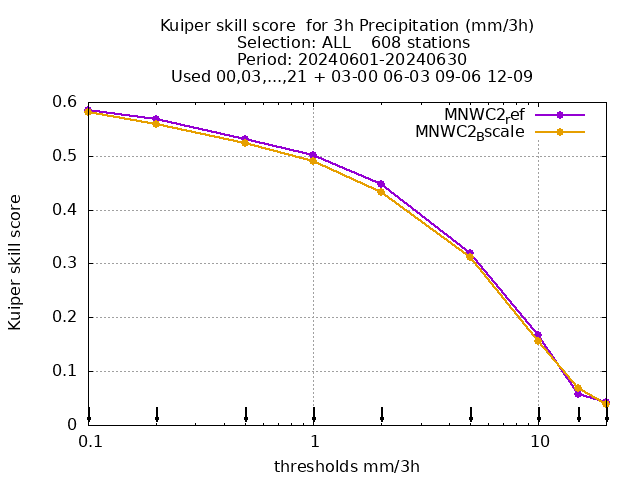 Kuiper skill score  for 3h Precipitation (mm/3h)
Selection: ALL    608 stations
Period: 20240601-20240630
Used 00,03,...,21 + 03-00 06-03 09-06 12-09
MNWC2ref
MNWC2Bscale
0.6
0.5
0.4
0.3
0.2
0.1
0
Kuiper skill score
0.1 1 10
thresholds mm/3h